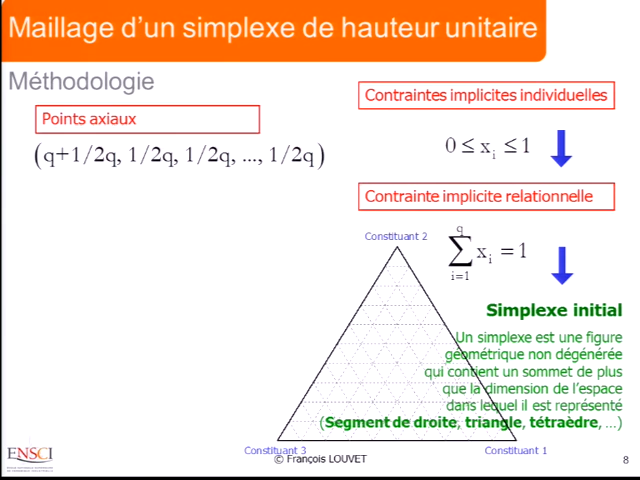 Maillage d’un simplexe de hauteur unitaire
Méthodologie
Points axiaux
(q+1/2q, 1/2q, 1/2q, ..., 1/2q)
Contraintes implicites individuelles
0 ≤ xᵢ ≤ 1
Contrainte implicite relationnelle
Constituant 2
q
∑ xᵢ = 1
i=1
Simplexe initial
Un simplexe est une figure
géométrique non dégénérée
qui contient un sommet de plus
que la dimension de l’espace
dans lequel il est représenté
(Segment de droite, triangle, tétraèdre, ...)
Constituant 3
Constituant 1
ENSCI
© François LOUVET
8